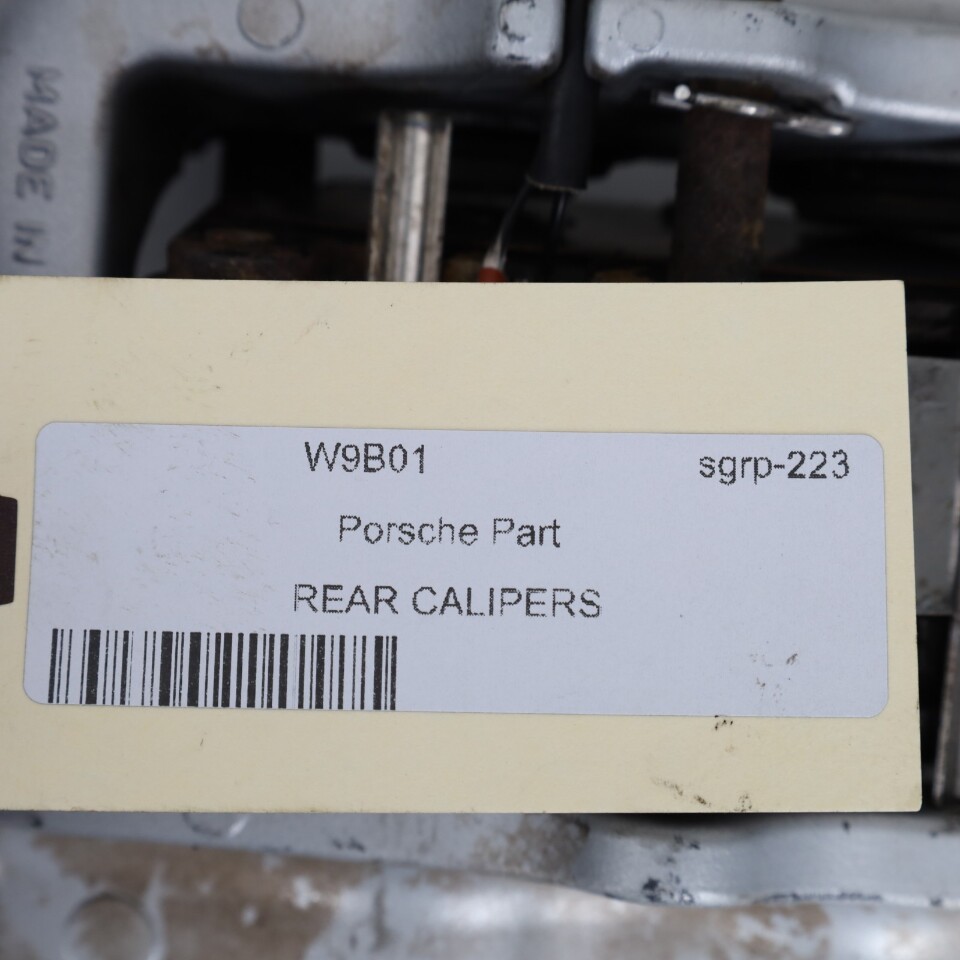 MADE IN
W9B01 sgrp-223
Porsche Part
REAR CALIPERS